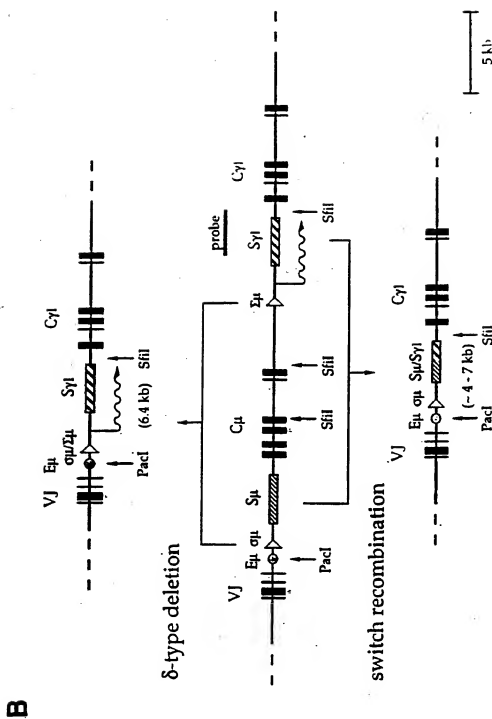 B
VJ Eμ σμ/Σμ Sγ1 Cγ1
(6.4 kb)
PacI SfiI
δ-type deletion
VJ Eμ σμ Sμ Cμ Σμ Sγ1 Cγ1
probe
PacI SfiI SfiI SfiI
switch recombination
VJ Eμ σμ Sμ/Sγ1 Cγ1
(~ 4 - 7 kb)
PacI SfiI
5 kb